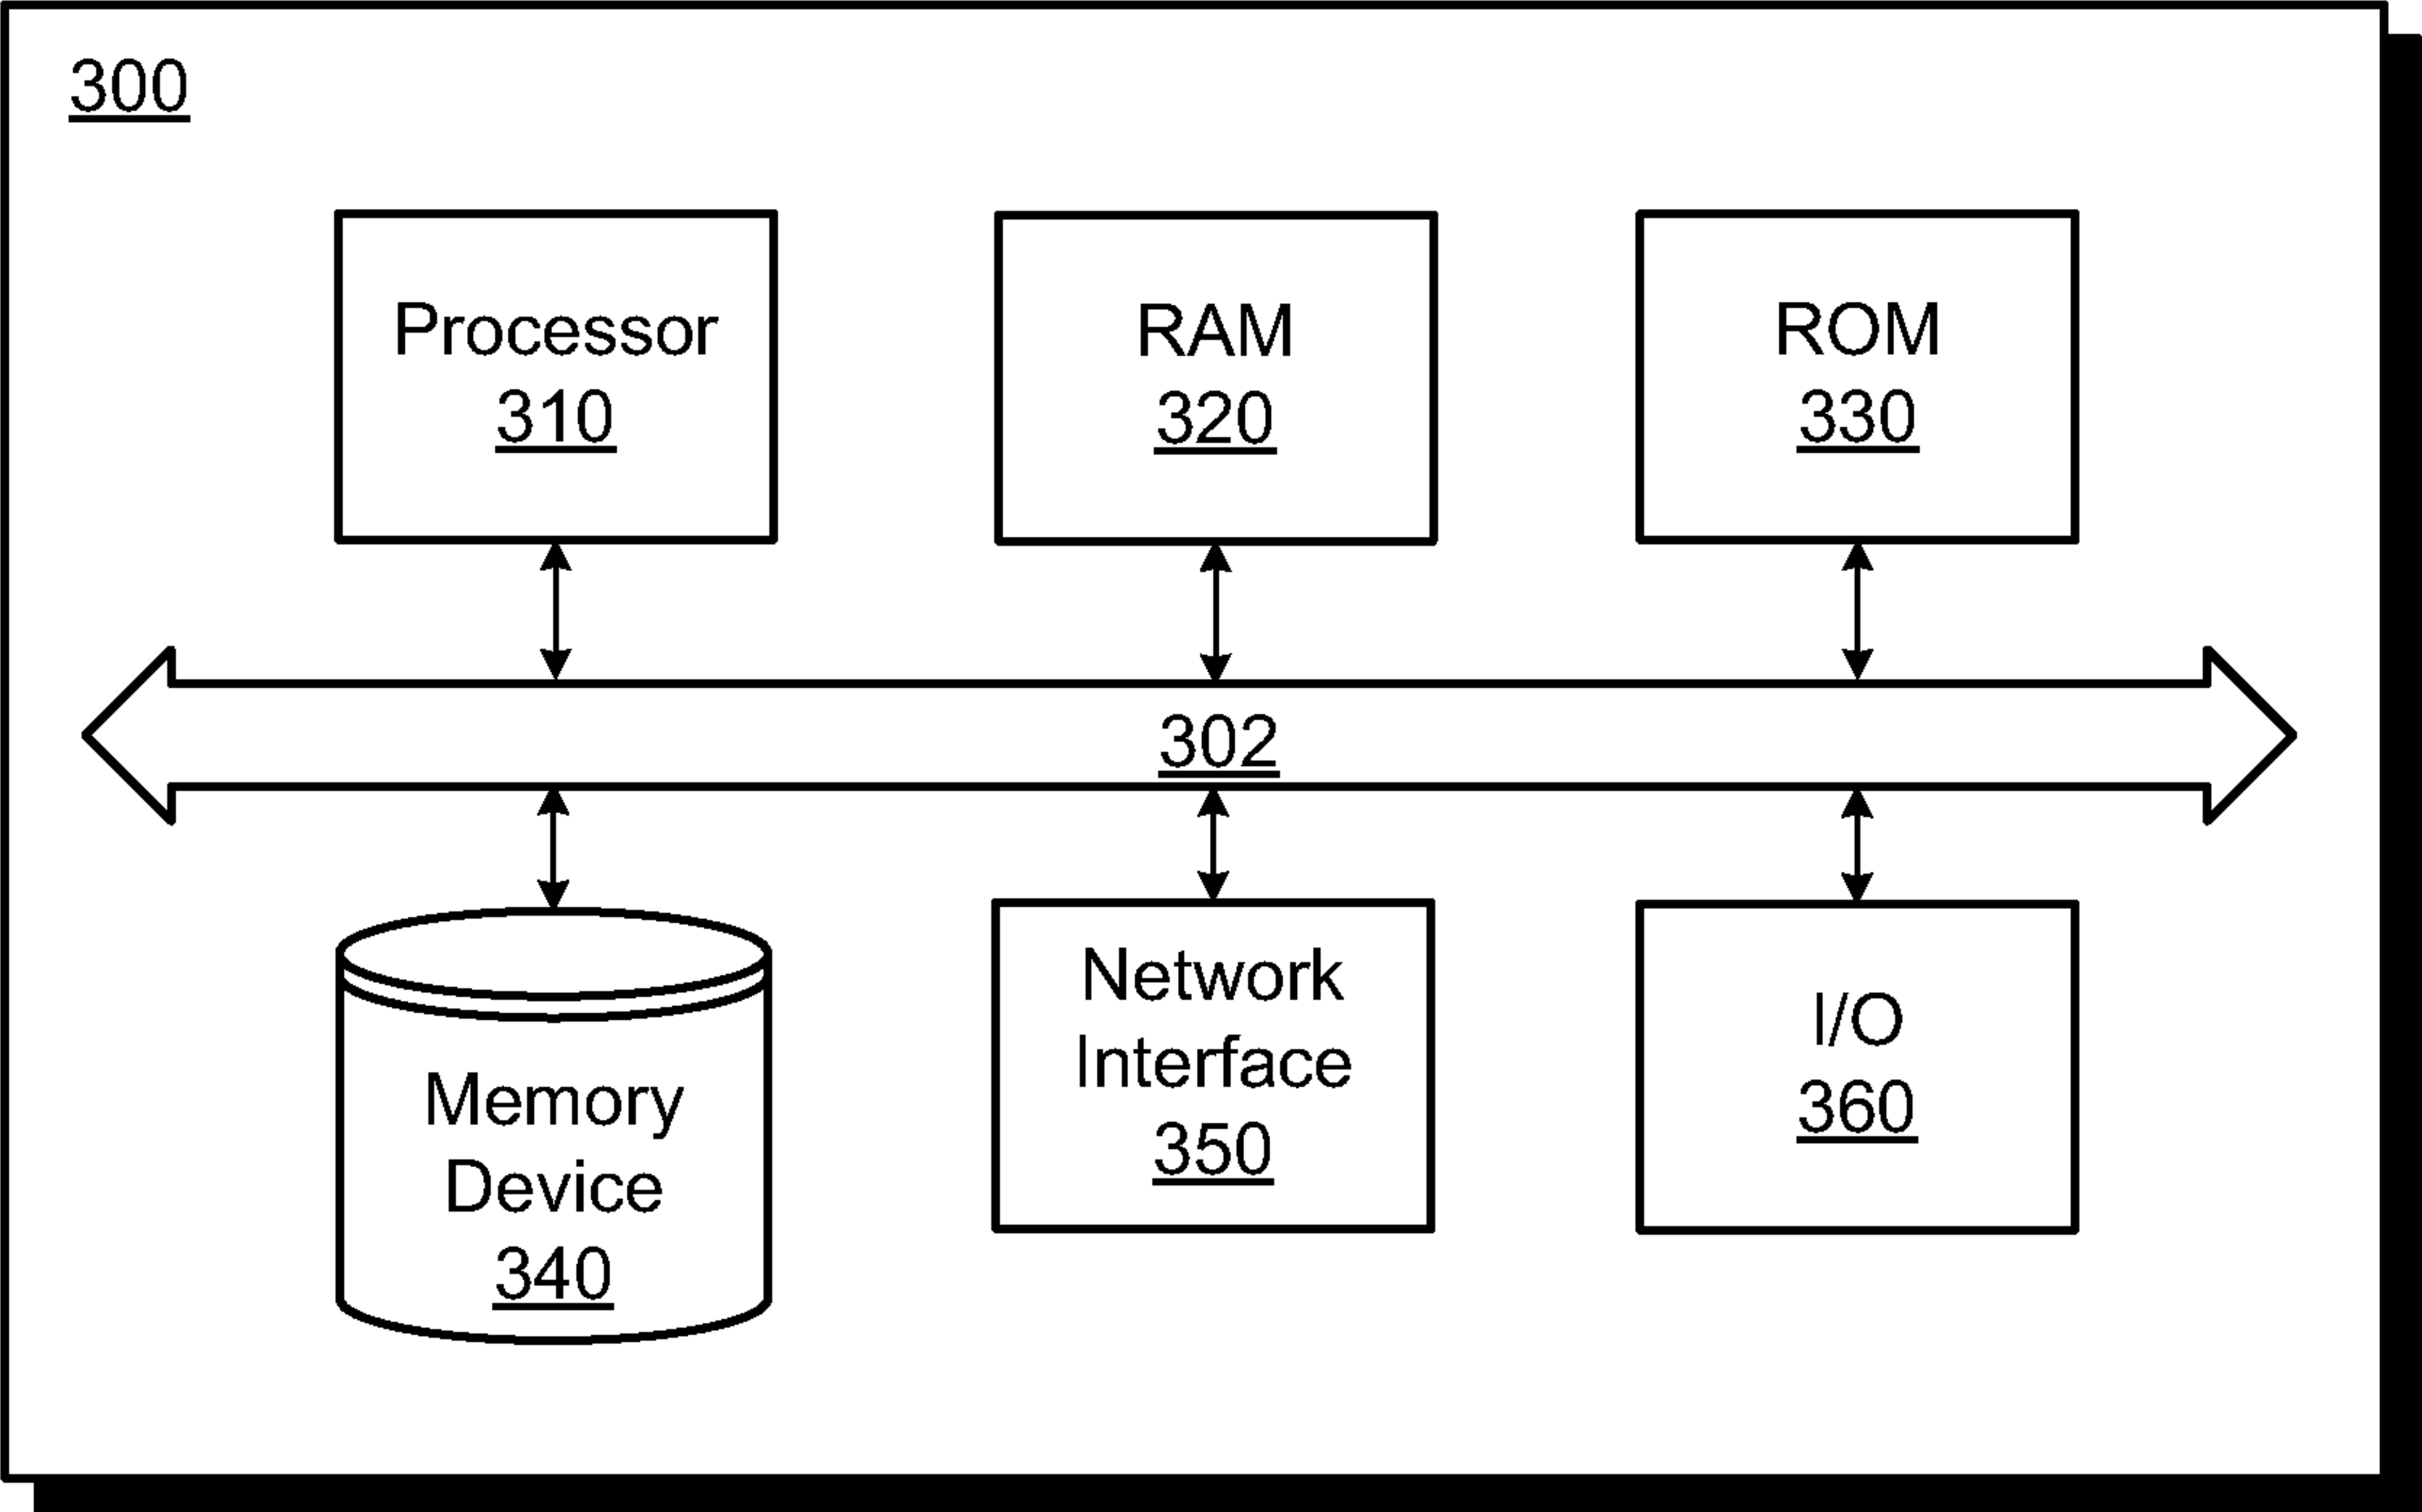 300
Processor
310
RAM
320
ROM
330
302
Memory
Device
340
Network
Interface
350
I/O
360